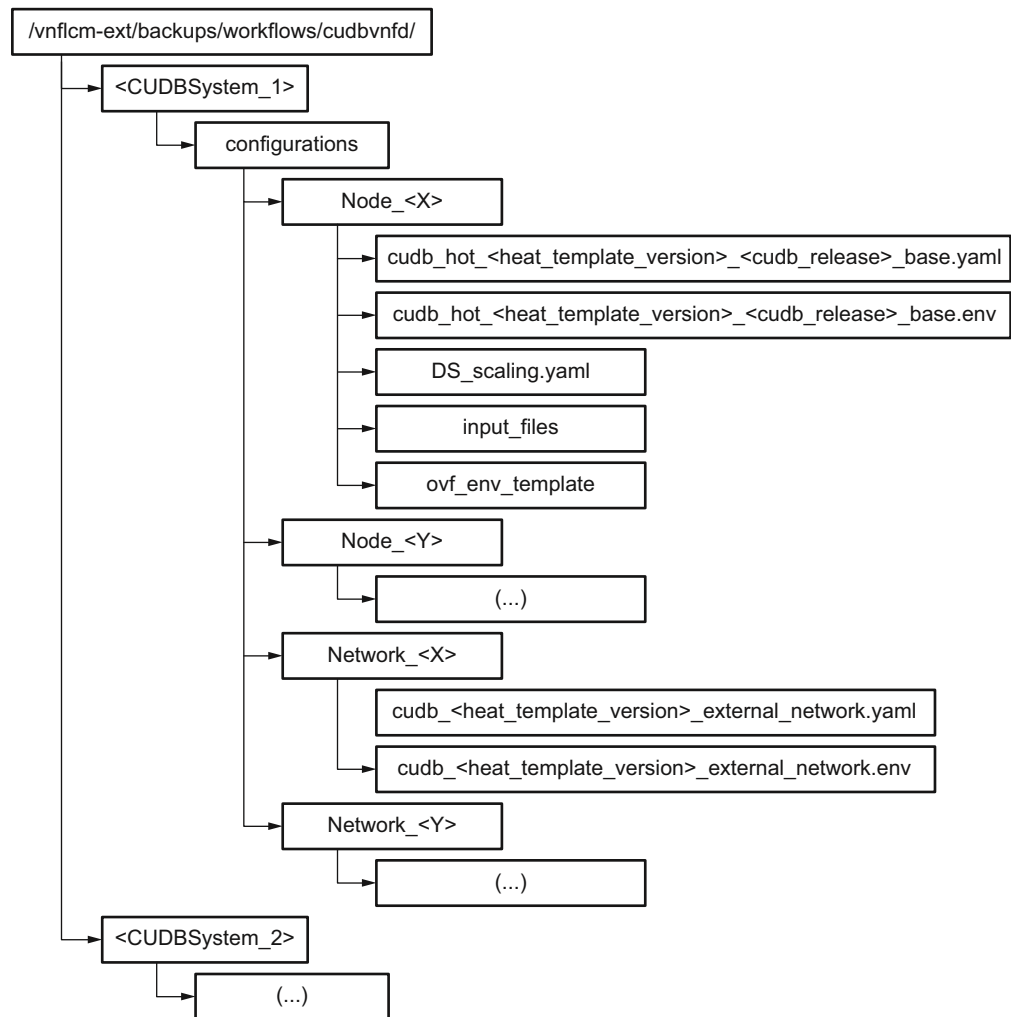 /vnflcm-ext/backups/workflows/cudbvnfd/
<CUDBSystem_1>
configurations
Node_<X>
cudb_hot_<heat_template_version>_<cudb_release>_base.yaml
cudb_hot_<heat_template_version>_<cudb_release>_base.env
DS_scaling.yaml
input_files
ovf_env_template
Node_<Y>
(...)
Network_<X>
cudb_<heat_template_version>_external_network.yaml
cudb_<heat_template_version>_external_network.env
Network_<Y>
(...)
<CUDBSystem_2>
(...)